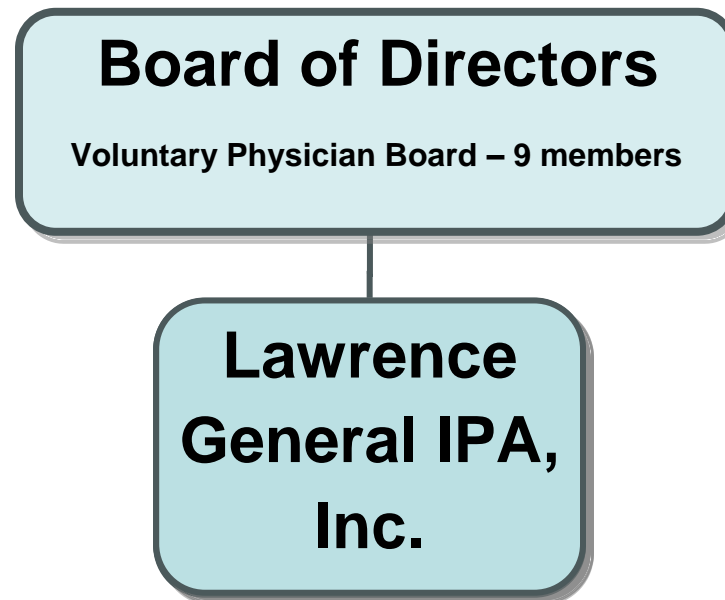 Board of Directors
Voluntary Physician Board – 9 members
Lawrence
General IPA,
Inc.